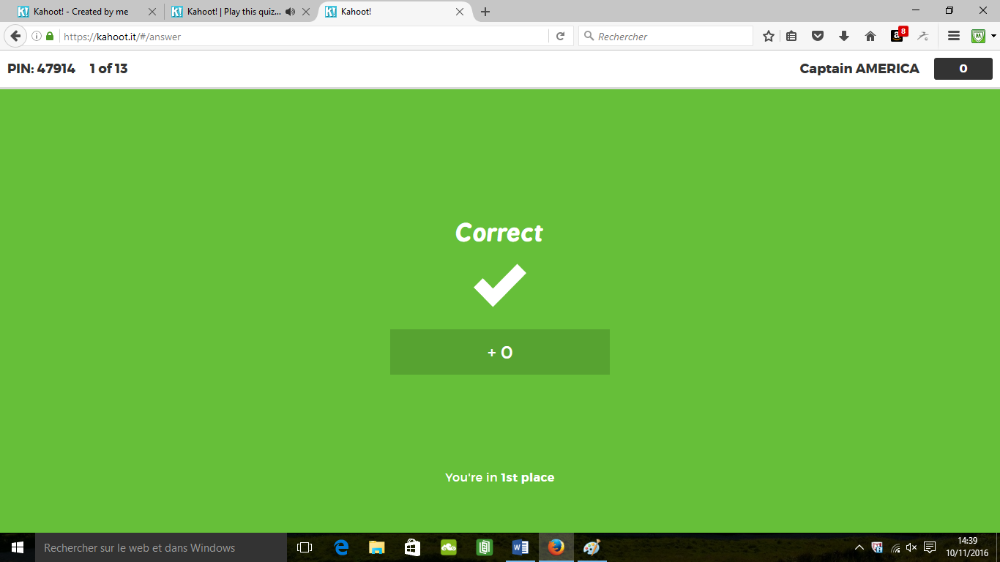 Kahoot! - Created by me
Kahoot! | Play this quiz...
Kahoot!
https://kahoot.it/#/answer
Rechercher
8
PIN: 47914 1 of 13
Captain AMERICA 0
Correct
+ 0
You're in 1st place
Rechercher sur le web et dans Windows
14:39
10/11/2016